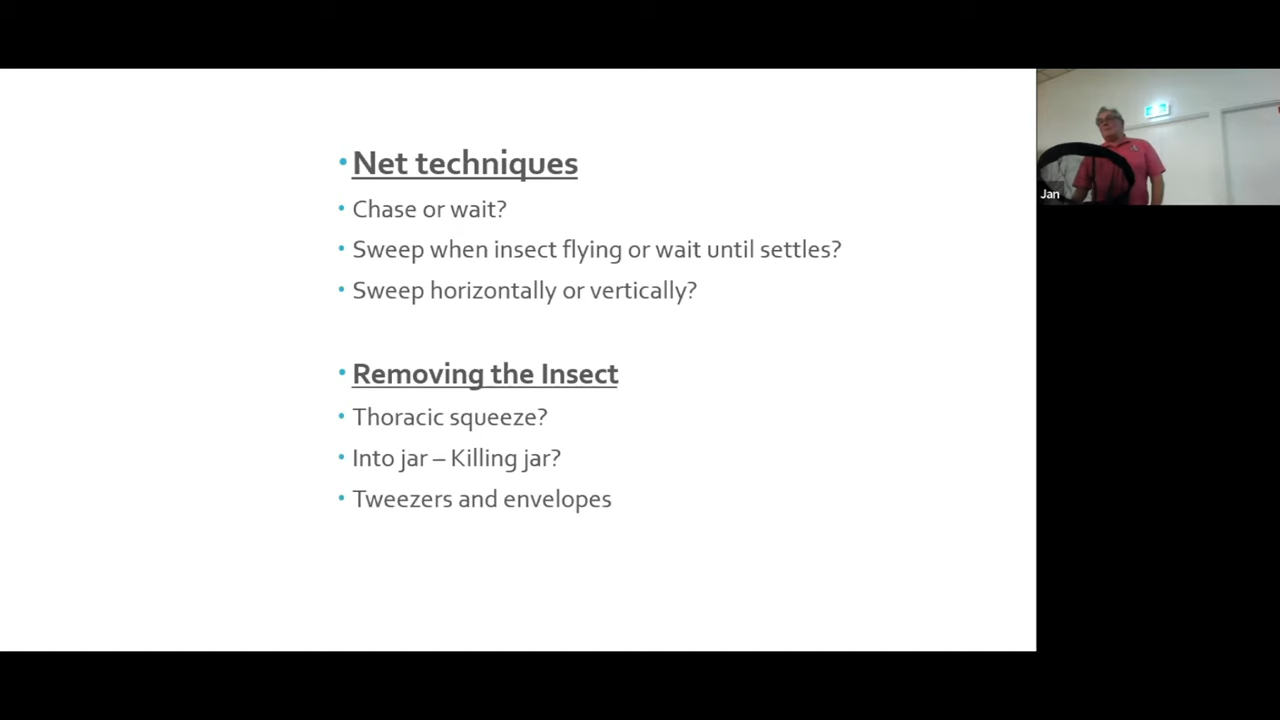 • Net techniques
• Chase or wait?
• Sweep when insect flying or wait until settles?
• Sweep horizontally or vertically?
• Removing the Insect
• Thoracic squeeze?
• Into jar – Killing jar?
• Tweezers and envelopes
Jan